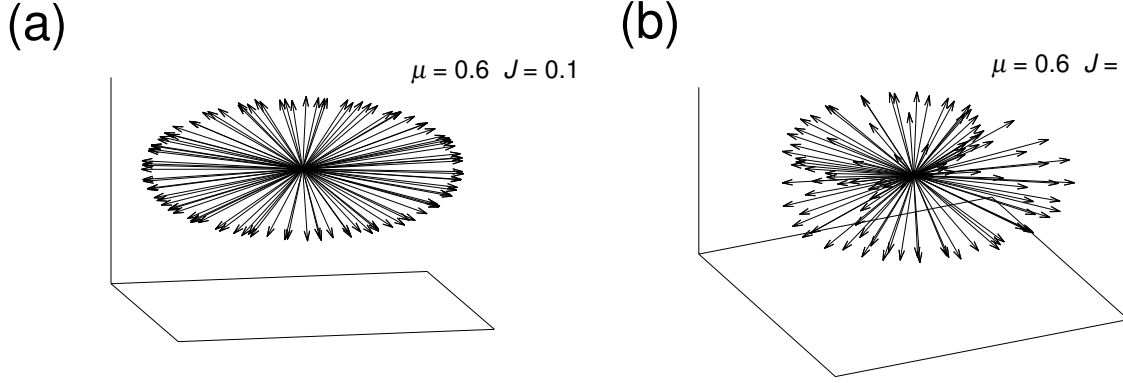 (a)
μ = 0.6 J = 0.1
(b)
μ = 0.6 J =